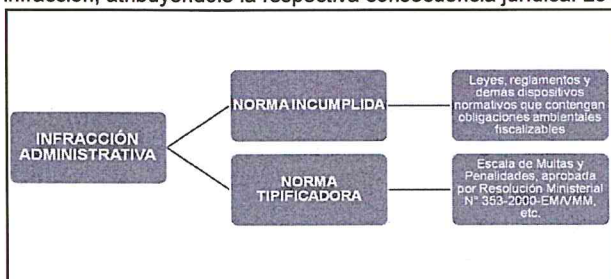 infracción, atribuyéndole la respectiva consecuencia jurídica. Es
INFRACCIÓN
ADMINISTRATIVA
NORMA INCUMPLIDA
Leyes, reglamentos y
demás dispositivos
normativos que contengan
obligaciones ambientales
fiscalizables
NORMA
TIPIFICADORA
Escala de Multas y
Penalidades, aprobada
por Resolución Ministerial
N° 353-2000-EM/VMM,
etc.